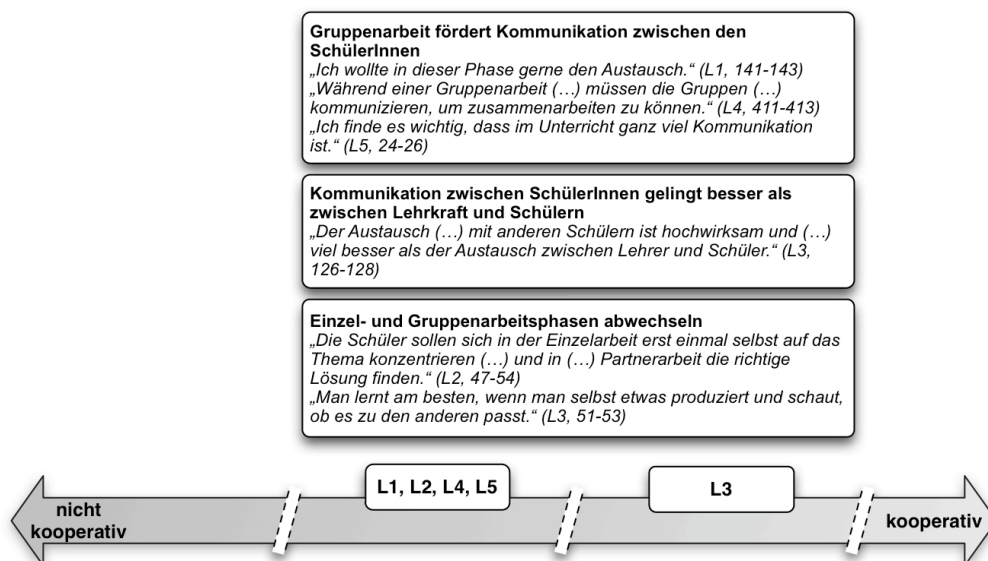 Gruppenarbeit fördert Kommunikation zwischen den
SchülerInnen
„Ich wollte in dieser Phase gerne den Austausch.“ (L1, 141-143)
„Während einer Gruppenarbeit (…) müssen die Gruppen (…)
kommunizieren, um zusammenarbeiten zu können.“ (L4, 411-413)
„Ich finde es wichtig, dass im Unterricht ganz viel Kommunikation
ist.“ (L5, 24-26)
Kommunikation zwischen SchülerInnen gelingt besser als
zwischen Lehrkraft und Schülern
„Der Austausch (…) mit anderen Schülern ist hochwirksam und (…)
viel besser als der Austausch zwischen Lehrer und Schüler.“ (L3,
126-128)
Einzel- und Gruppenarbeitsphasen abwechseln
„Die Schüler sollen sich in der Einzelarbeit erst einmal selbst auf das
Thema konzentrieren (…) und in (…) Partnerarbeit die richtige
Lösung finden.“ (L2, 47-54)
„Man lernt am besten, wenn man selbst etwas produziert und schaut,
ob es zu den anderen passt.“ (L3, 51-53)
L1, L2, L4, L5
L3
nicht
kooperativ
kooperativ